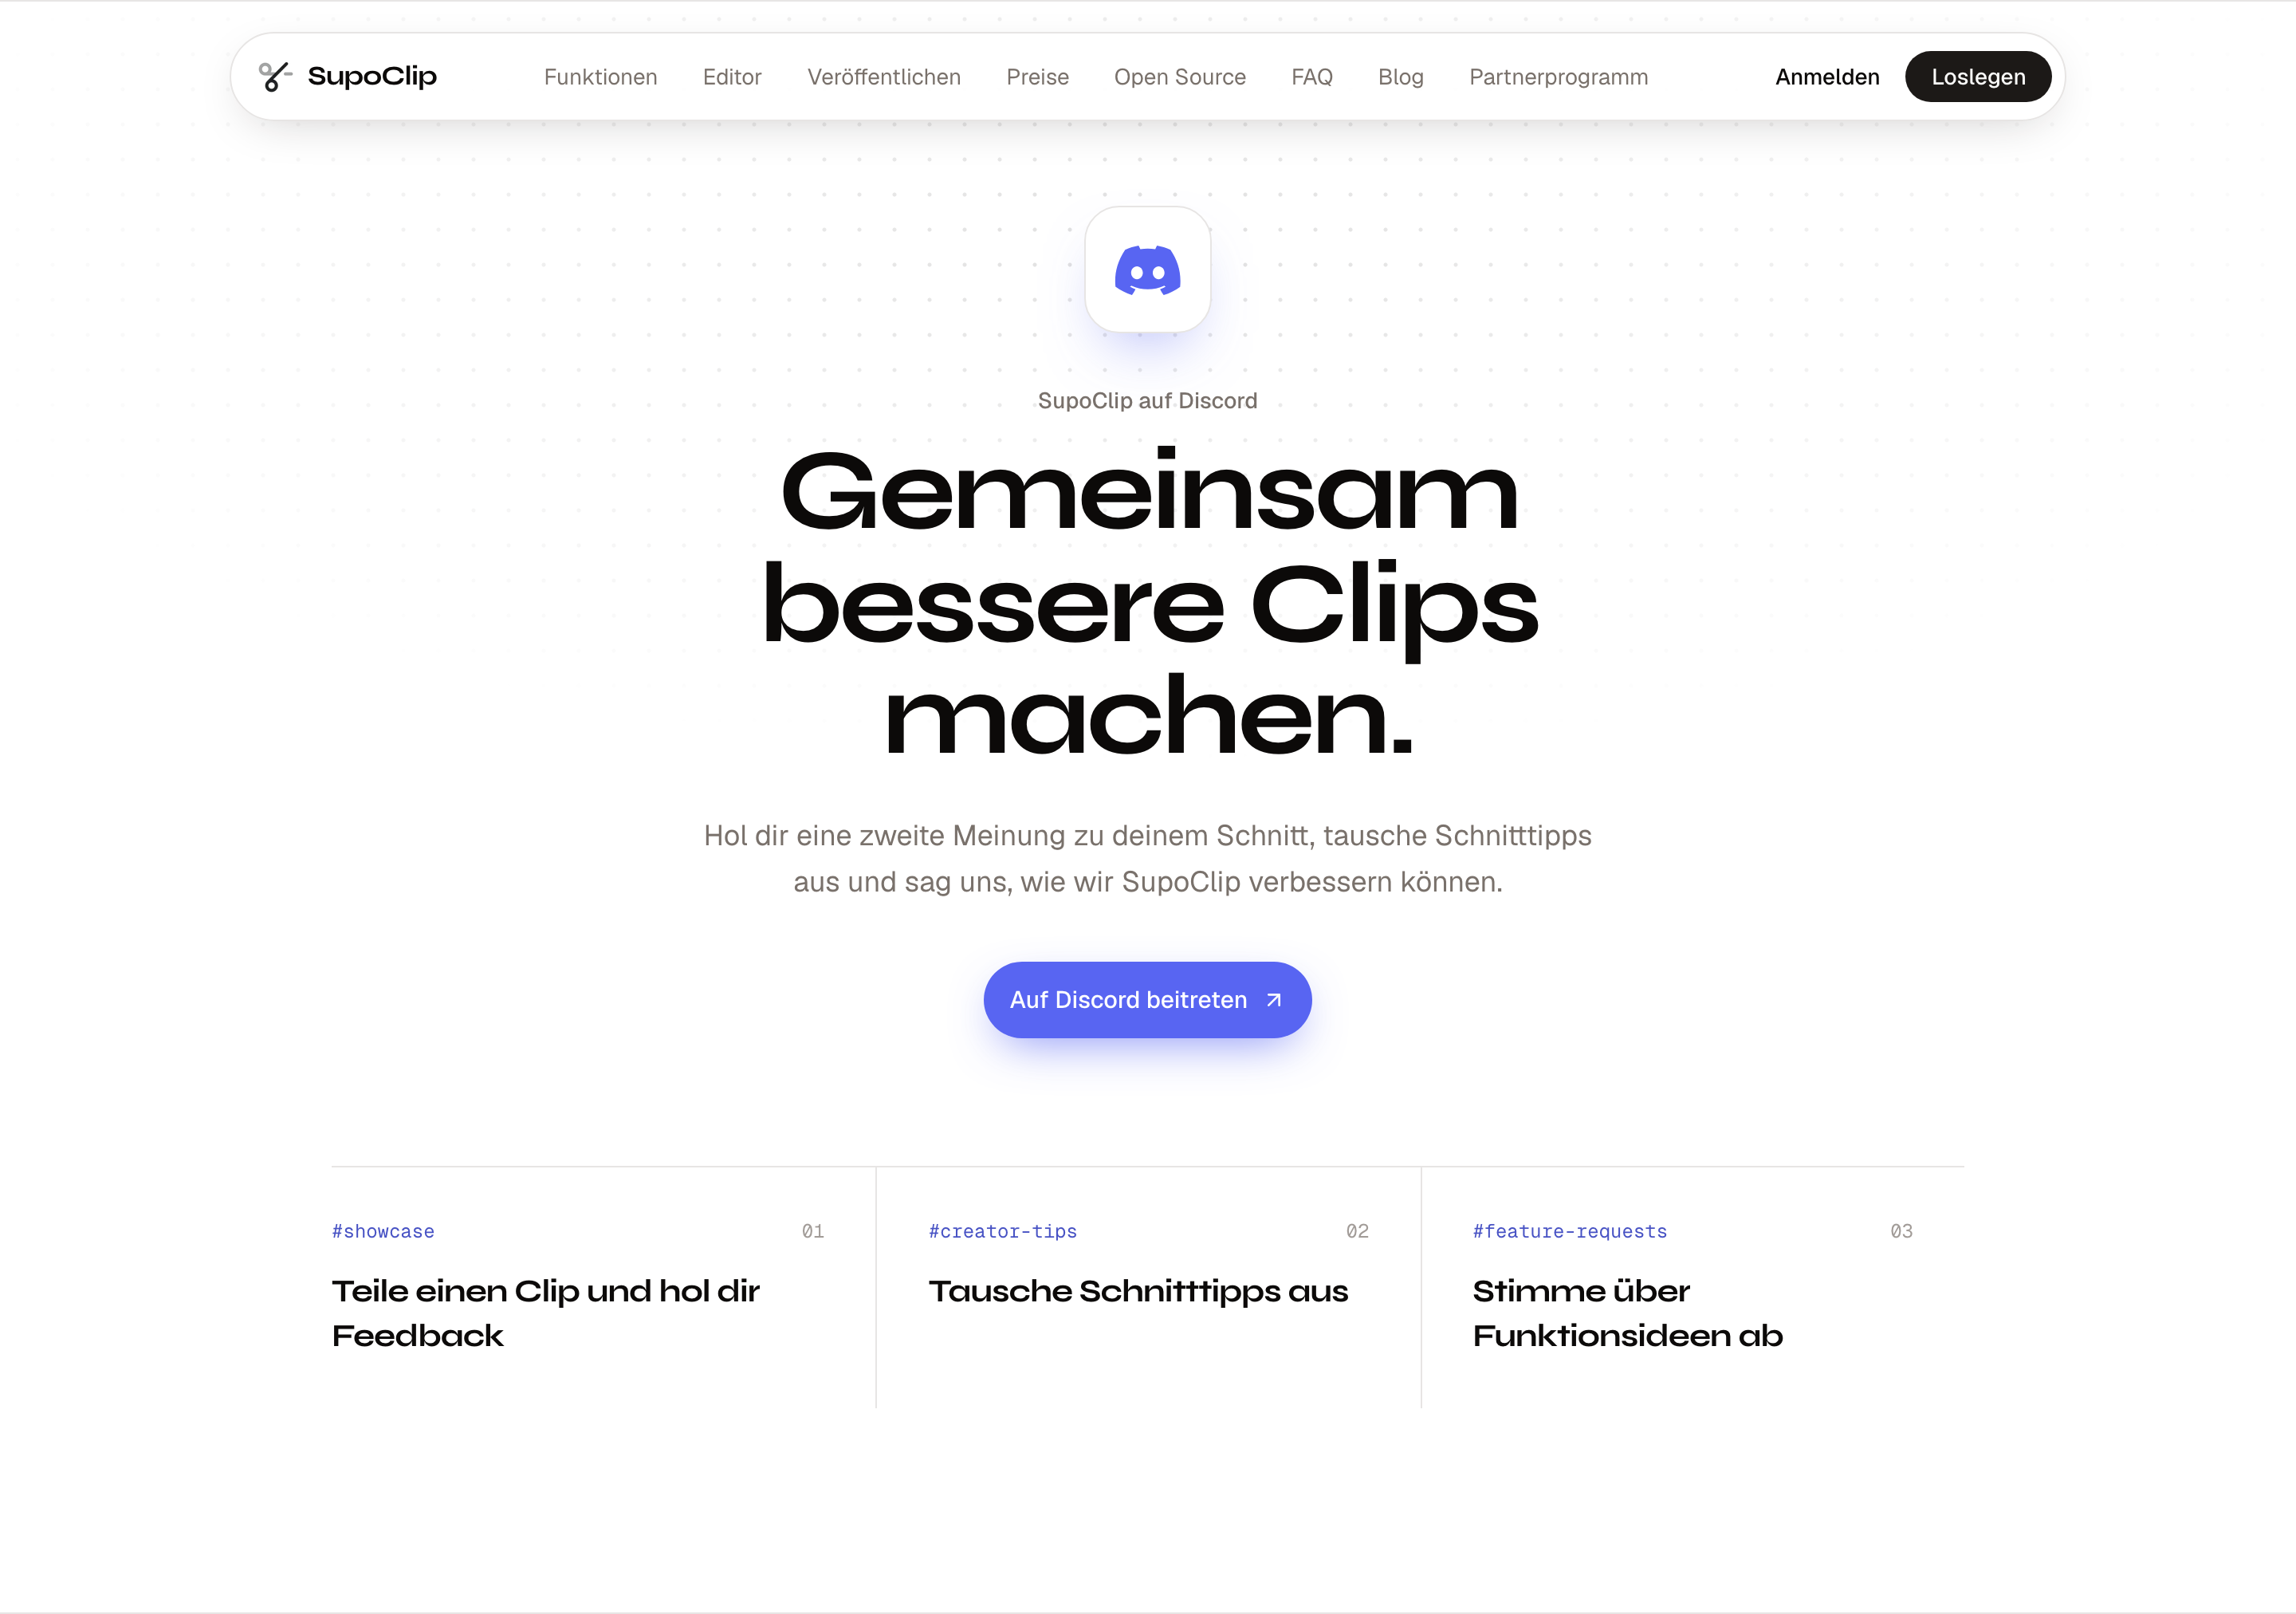 SupoClip
Funktionen
Editor
Veröffentlichen
Preise
Open Source
FAQ
Blog
Partnerprogramm
Anmelden
Loslegen
SupoClip auf Discord
Gemeinsam
bessere Clips
machen.
Hol dir eine zweite Meinung zu deinem Schnitt, tausche Schnitttipps
aus und sag uns, wie wir SupoClip verbessern können.
Auf Discord beitreten
#showcase
01
Teile einen Clip und hol dir
Feedback
#creator-tips
02
Tausche Schnitttipps aus
#feature-requests
03
Stimme über
Funktionsideen ab